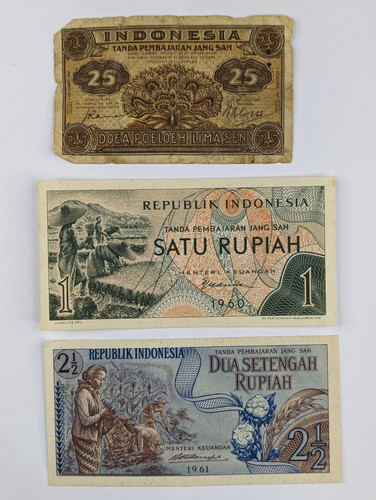 INDONESIA
TANDA PEMBAJARAN JANG SAH
25 25
25 25
DOEA POELOEH LIMA SEN
REPUBLIK INDONESIA
TANDA PEMBAJARAN JANG SAH
SATU RUPIAH
MENTERI KEUANGAN
1 1960 1
2½ REPUBLIK INDONESIA
TANDA PEMBAJARAN JANG SAH
DUA SETENGAH
RUPIAH
MENTERI KEUANGAN
1961
2½